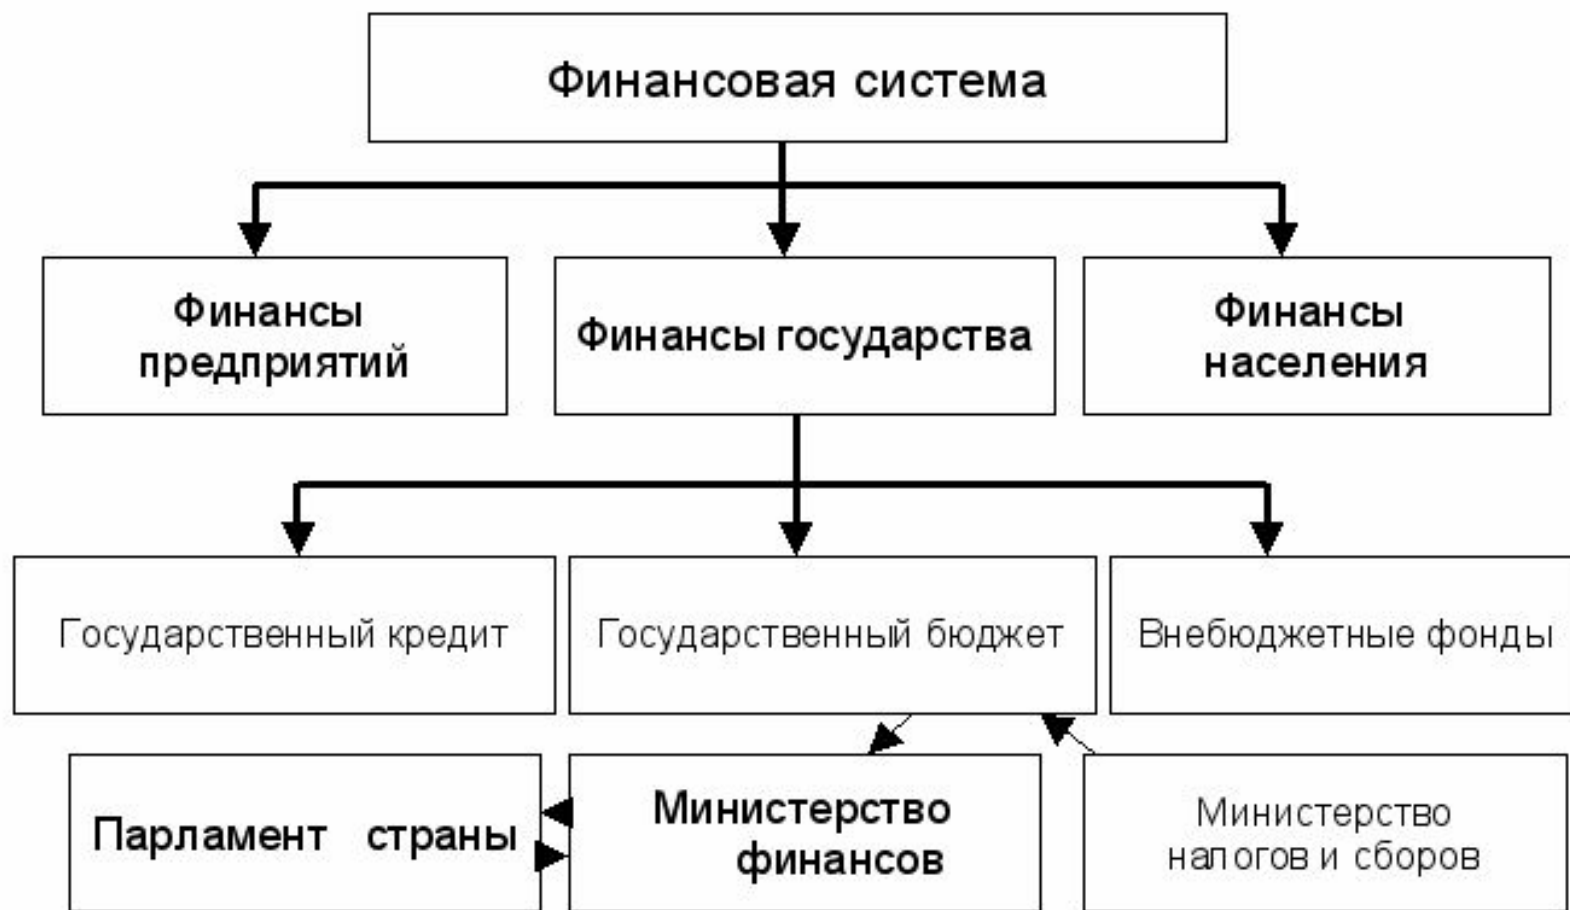 Финансовая система
Финансы
предприятий
Финансы государства
Финансы
населения
Государственный кредит
Государственный бюджет
Внебюджетные фонды
Парламент страны
Министерство
финансов
Министерство
налогов и сборов